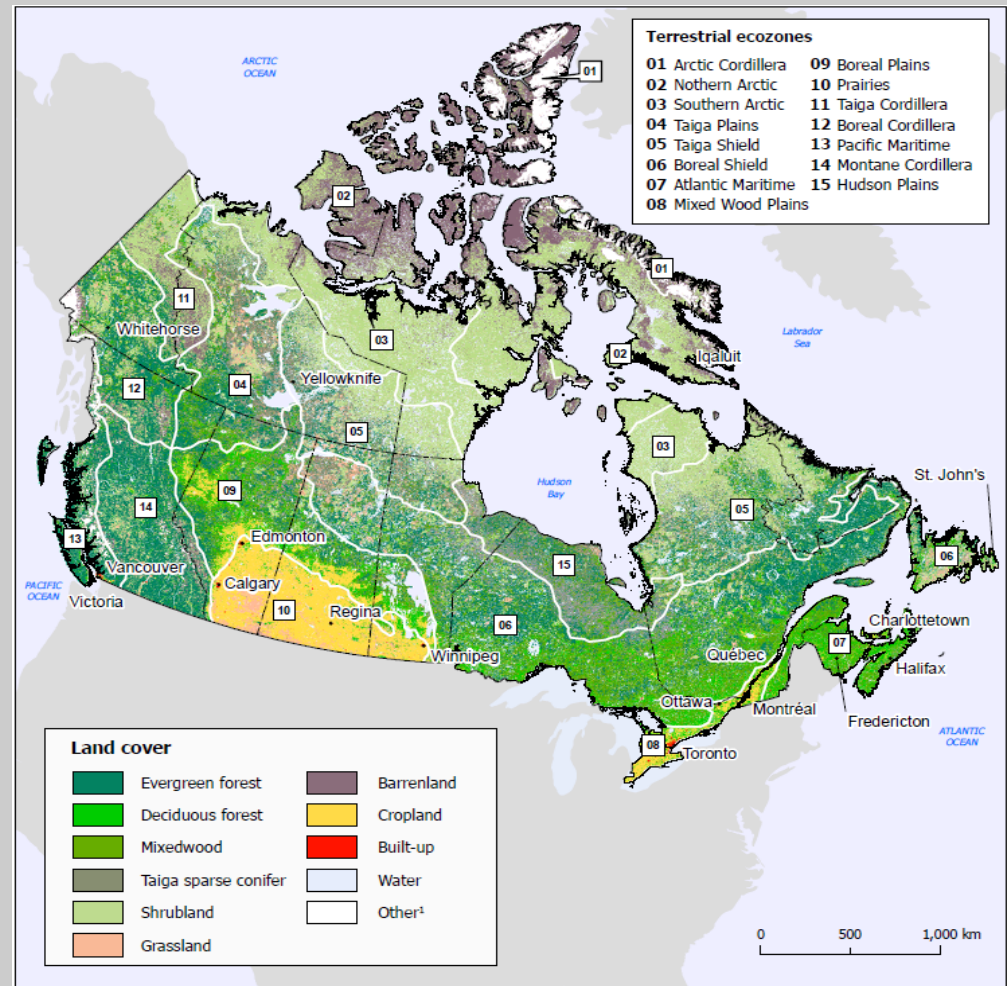 Terrestrial ecozones
01 Arctic Cordillera 09 Boreal Plains
02 Nothern Arctic 10 Prairies
03 Southern Arctic 11 Taiga Cordillera
04 Taiga Plains 12 Boreal Cordillera
05 Taiga Shield 13 Pacific Maritime
06 Boreal Shield 14 Montane Cordillera
07 Atlantic Maritime 15 Hudson Plains
08 Mixed Wood Plains
ARCTIC
OCEAN
01
02
01
11
Whitehorse
03
Labrador
Sea
02
Iqaluit
12
04
Yellowknife
05
03
St. John's
09
Hudson
Bay
05
14
13
Edmonton
15
06
Vancouver
PACIFIC
OCEAN
Victoria
Calgary
10
Regina
06
Charlottetown
07
Winnipeg
Québec
Halifax
Ottawa
Montréal
Fredericton
ATLANTIC
OCEAN
08
Toronto
Land cover
Evergreen forest Barrenland
Deciduous forest Cropland
Mixedwood Built-up
Taiga sparse conifer Water
Shrubland Other¹
Grassland
0 500 1,000 km